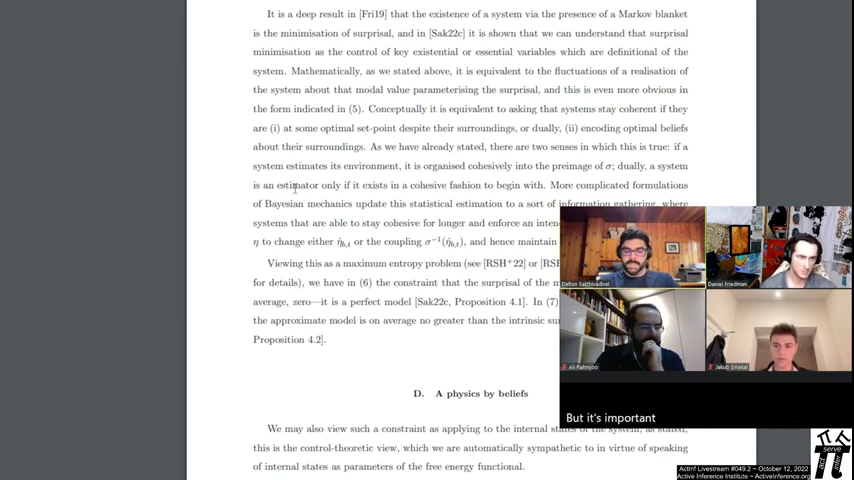 It is a deep result in [Fri19] that the existence of a system via the presence of a Markov blanket
is the minimisation of surprisal, and in [Sak22c] it is shown that we can understand that surprisal
minimisation as the control of key existential or essential variables which are definitional of the
system. Mathematically, as we stated above, it is equivalent to the fluctuations of a realisation of
the system about that modal value parameterising the surprisal, and this is even more obvious in
the form indicated in (5). Conceptually it is equivalent to asking that systems stay coherent if they
are (i) at some optimal set-point despite their surroundings, or dually, (ii) encoding optimal beliefs
about their surroundings. As we have already stated, there are two senses in which this is true: if a
system estimates its environment, it is organised cohesively into the preimage of σ; dually, a system
is an estimator only if it exists in a cohesive fashion to begin with. More complicated formulations
of Bayesian mechanics update this statistical estimation to a sort of information gathering, where
systems that are able to stay cohesive for longer and enforce an inten
η to change either η̂b,t or the coupling σ−1(η̂b,t), and hence maintain
Viewing this as a maximum entropy problem (see [RSH+22] or [RSH
for details), we have in (6) the constraint that the surprisal of the m
average, zero—it is a perfect model [Sak22c, Proposition 4.1]. In (7)
the approximate model is on average no greater than the intrinsic su
Proposition 4.2].
D. A physics by beliefs
We may also view such a constraint as applying to the internal states of the system; as stated,
this is the control-theoretic view, which we are automatically sympathetic to in virtue of speaking
of internal states as parameters of the free energy functional.
Dalton Sakthivadivel
Daniel Friedman
Ali Rahmjoo
Jakub Smékal
But it's important
act
serve
infer
ActInf Livestream #049.2 ~ October 12, 2022
Active Inference Institute ~ ActiveInference.org